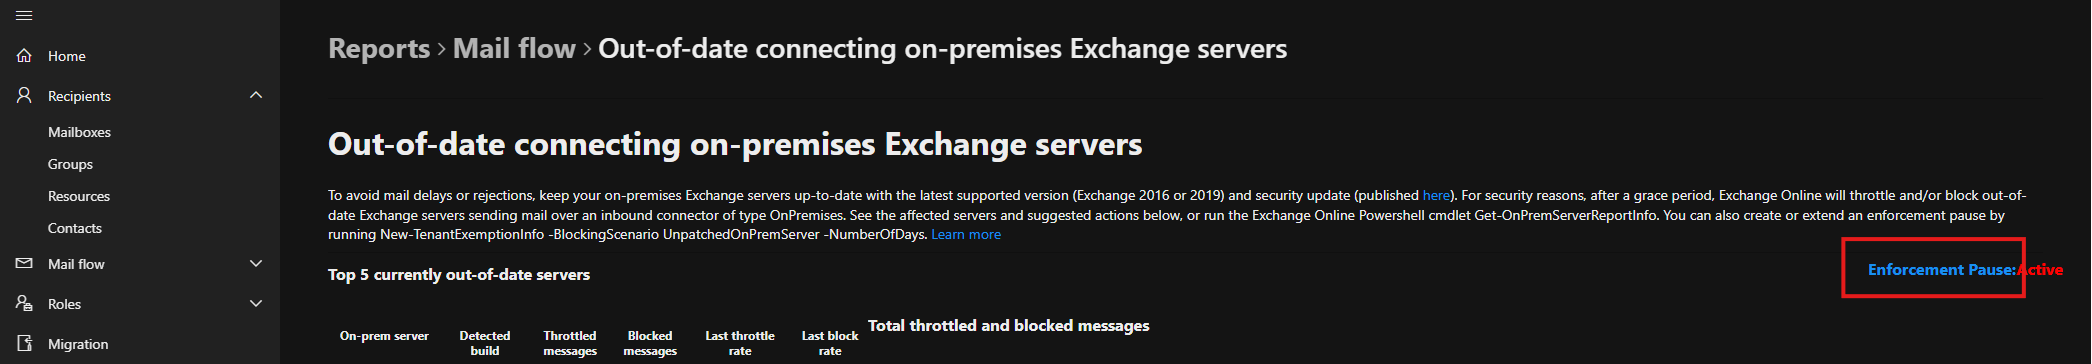 Home
Recipients
Mailboxes
Groups
Resources
Contacts
Mail flow
Roles
Migration
Reports > Mail flow > Out-of-date connecting on-premises Exchange servers
Out-of-date connecting on-premises Exchange servers
To avoid mail delays or rejections, keep your on-premises Exchange servers up-to-date with the latest supported version (Exchange 2016 or 2019) and security update (published here). For security reasons, after a grace period, Exchange Online will throttle and/or block out-of-
date Exchange servers sending mail over an inbound connector of type OnPremises. See the affected servers and suggested actions below, or run the Exchange Online Powershell cmdlet Get-OnPremServerReportInfo. You can also create or extend an enforcement pause by
running New-TenantExemptionInfo -BlockingScenario UnpatchedOnPremServer -NumberOfDays. Learn more
Enforcement Pause:Active
Top 5 currently out-of-date servers
On-prem server
Detected
build
Throttled
messages
Blocked
messages
Last throttle
rate
Last block
rate
Total throttled and blocked messages